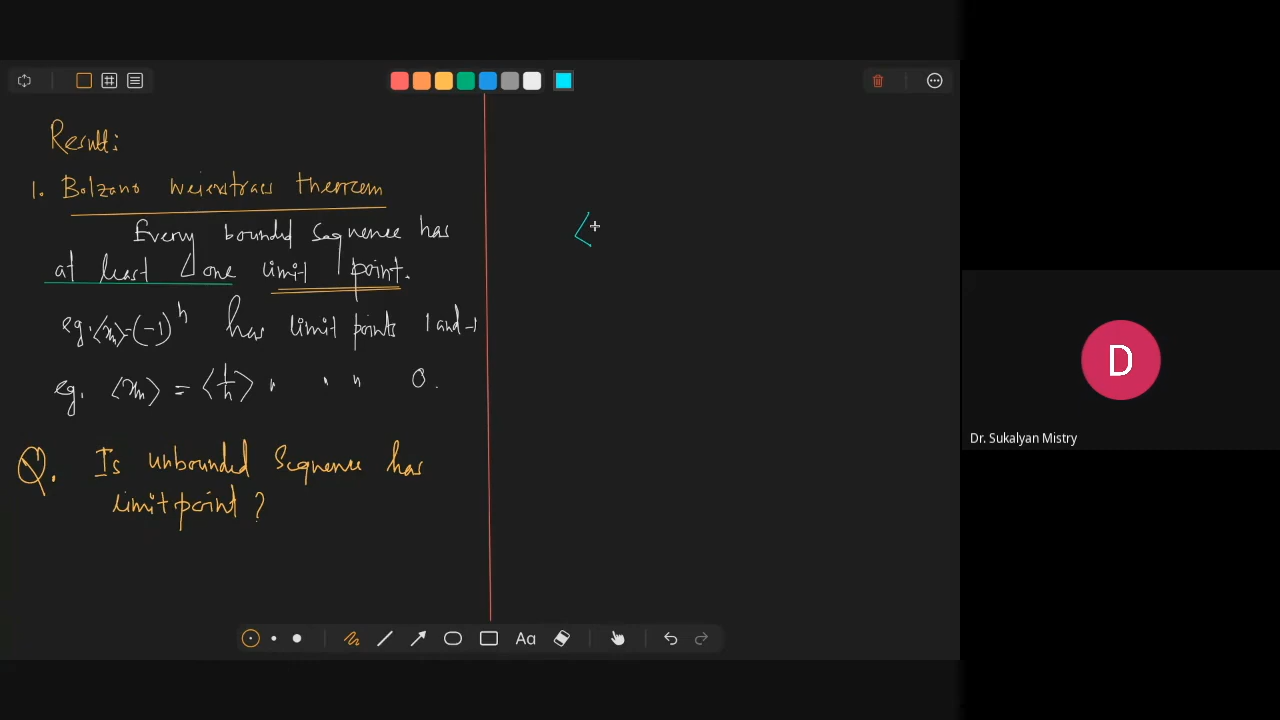 Result:
1. Bolzano Weierstrass theorem
Every bounded sequence has
at least one limit point.
eg. ⟨xn⟩=(-1)^n has limit points 1 and -1
eg. ⟨xn⟩ = ⟨1/n⟩ " " " 0.
Q. Is unbounded sequence has
limit point?
⟨
Aa
D
Dr. Sukalyan Mistry